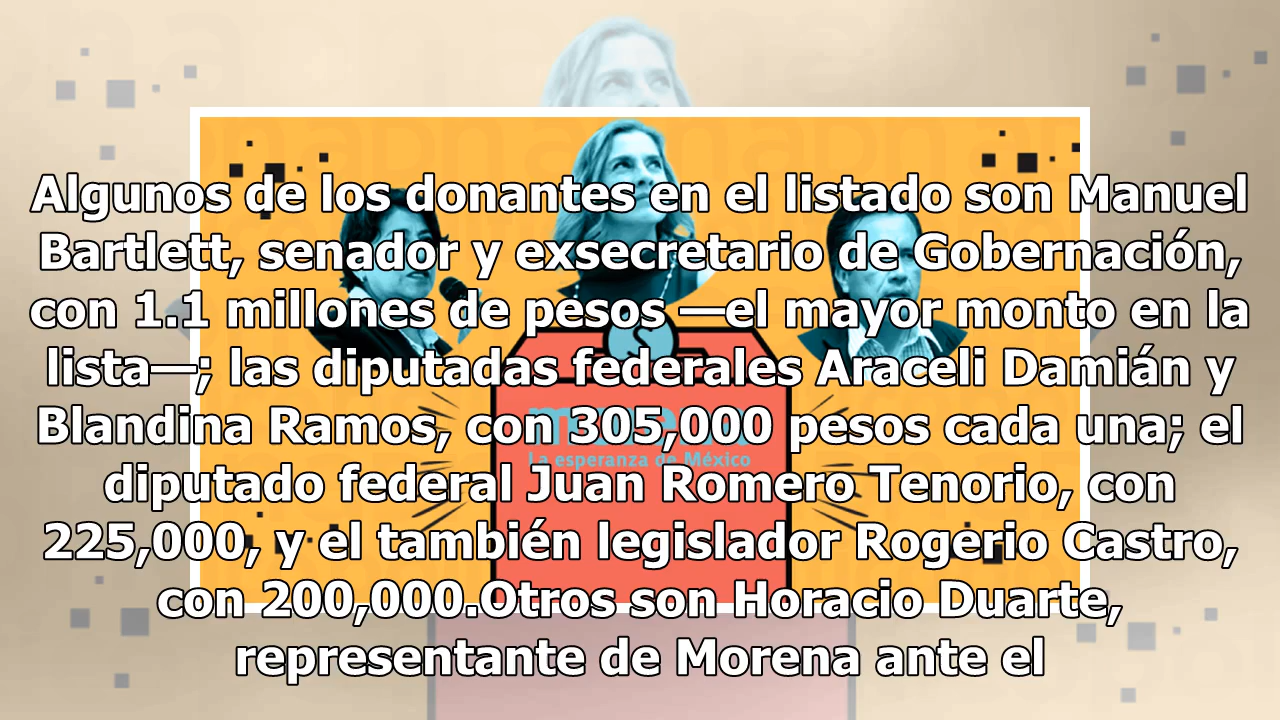 Algunos de los donantes en el listado son Manuel
Bartlett, senador y exsecretario de Gobernación,
con 1.1 millones de pesos —el mayor monto en la
lista—; las diputadas federales Araceli Damián y
Blandina Ramos, con 305,000 pesos cada una; el
La esperanza de México
diputado federal Juan Romero Tenorio, con
225,000, y el también legislador Rogerio Castro,
con 200,000.Otros son Horacio Duarte,
representante de Morena ante el